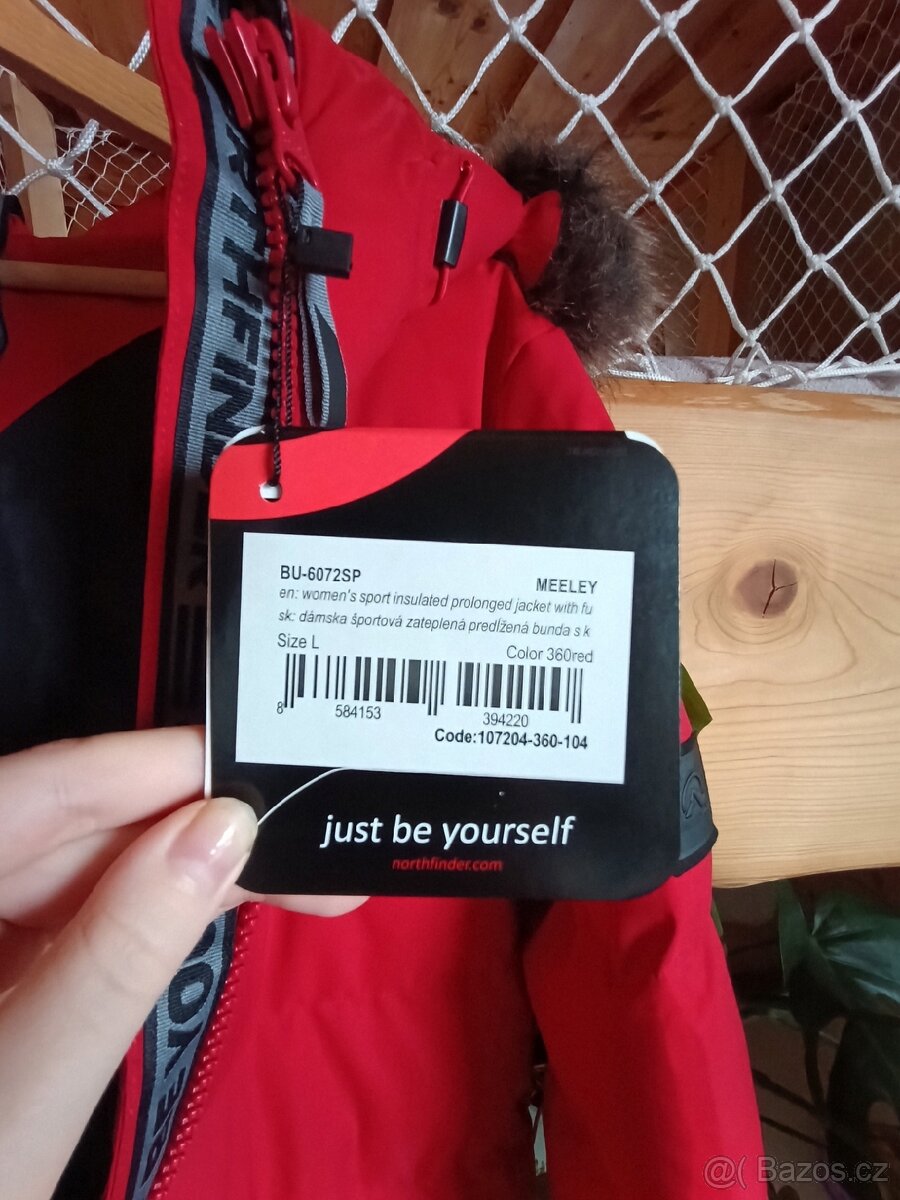 RTHFIN
BU-6072SP MEELEY
en: women's sport insulated prolonged jacket with fu
sk: dámska športová zateplená predĺžená bunda s k
Size L Color 360red
8 584153 394220
Code:107204-360-104
just be yourself
northfinder.com
@( Bazos.cz